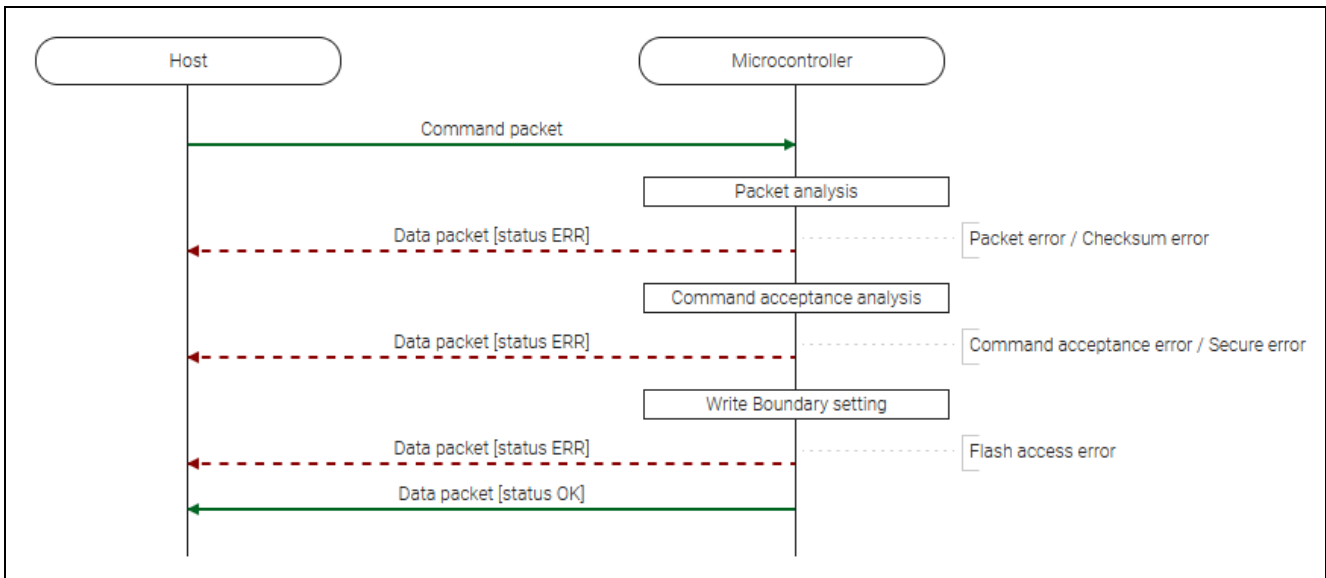 Host
Microcontroller
Command packet
Packet analysis
Data packet [status ERR]
Packet error / Checksum error
Command acceptance analysis
Data packet [status ERR]
Command acceptance error / Secure error
Write Boundary setting
Data packet [status ERR]
Flash access error
Data packet [status OK]